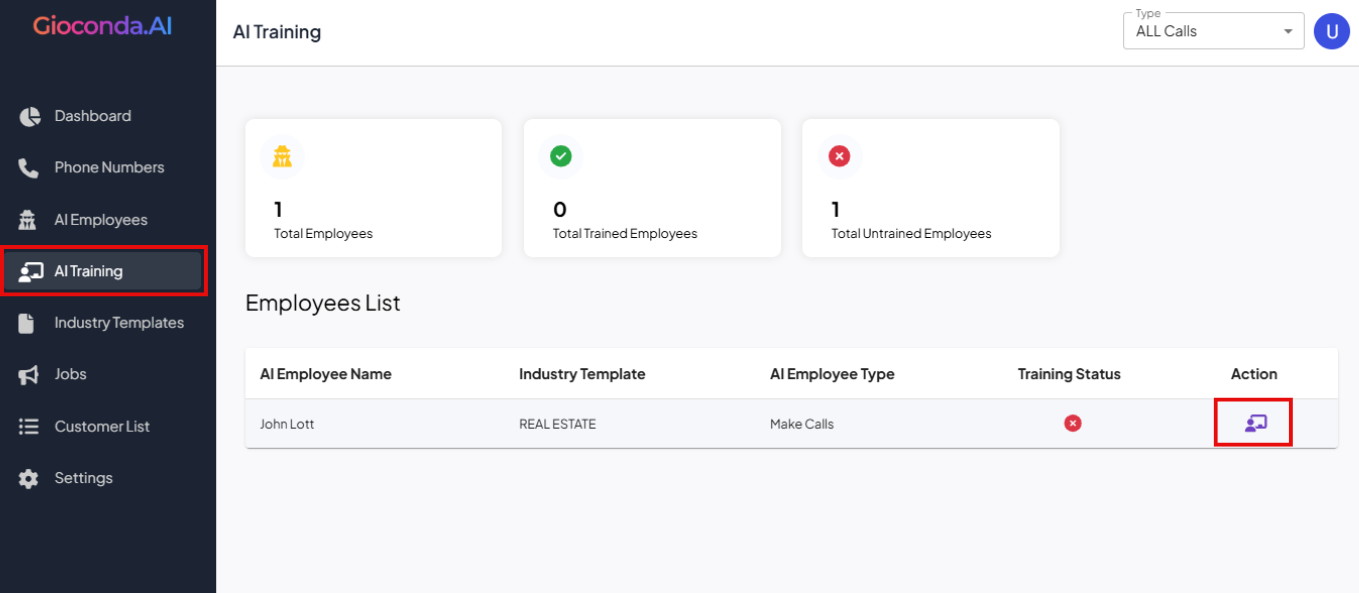 Gioconda.AI
AI Training
Type
ALL Calls
U
Dashboard
Phone Numbers
AI Employees
AI Training
Industry Templates
Jobs
Customer List
Settings
1
Total Employees
0
Total Trained Employees
1
Total Untrained Employees
Employees List
AI Employee Name Industry Template AI Employee Type Training Status Action
John Lott REAL ESTATE Make Calls